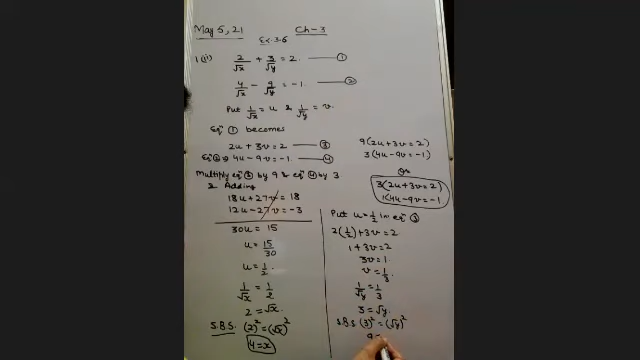 May 5, 21
Ch-3
Ex-3.6
1(ii) 2/√x + 3/√y = 2. — ①
4/√x - 9/√y = -1. — ②
Put 1/√x = u & 1/√y = v.
Eqⁿ ① becomes
2u + 3v = 2 — ③
Eqⁿ ② ⇒ 4u - 9v = -1. — ④
9(2u+3v=2)
3(4u-9v=-1)
Or
3(2u+3v=2)
1(4u-9v=-1
Multiply eqⁿ ③ by 9 & eqⁿ ④ by 3
& Adding
18u + 27v = 18
12u - 27v = -3
30u = 15
u = 15/30
u = 1/2.
1/√x = 1/2
2 = √x.
S.B.S. (2)² = (√x)²
4 = x
Put u = 1/2 in eqⁿ ③
2(1/2) + 3v = 2
1 + 3v = 2
3v = 1.
v = 1/3.
1/√y = 1/3
3 = √y.
S.B.S. (3)² = (√y)²
9 =